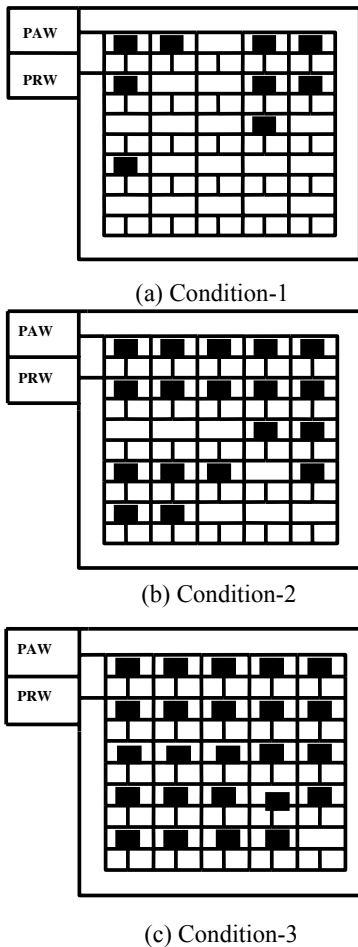 PAW
PRW
(a) Condition-1
PAW
PRW
(b) Condition-2
PAW
PRW
(c) Condition-3